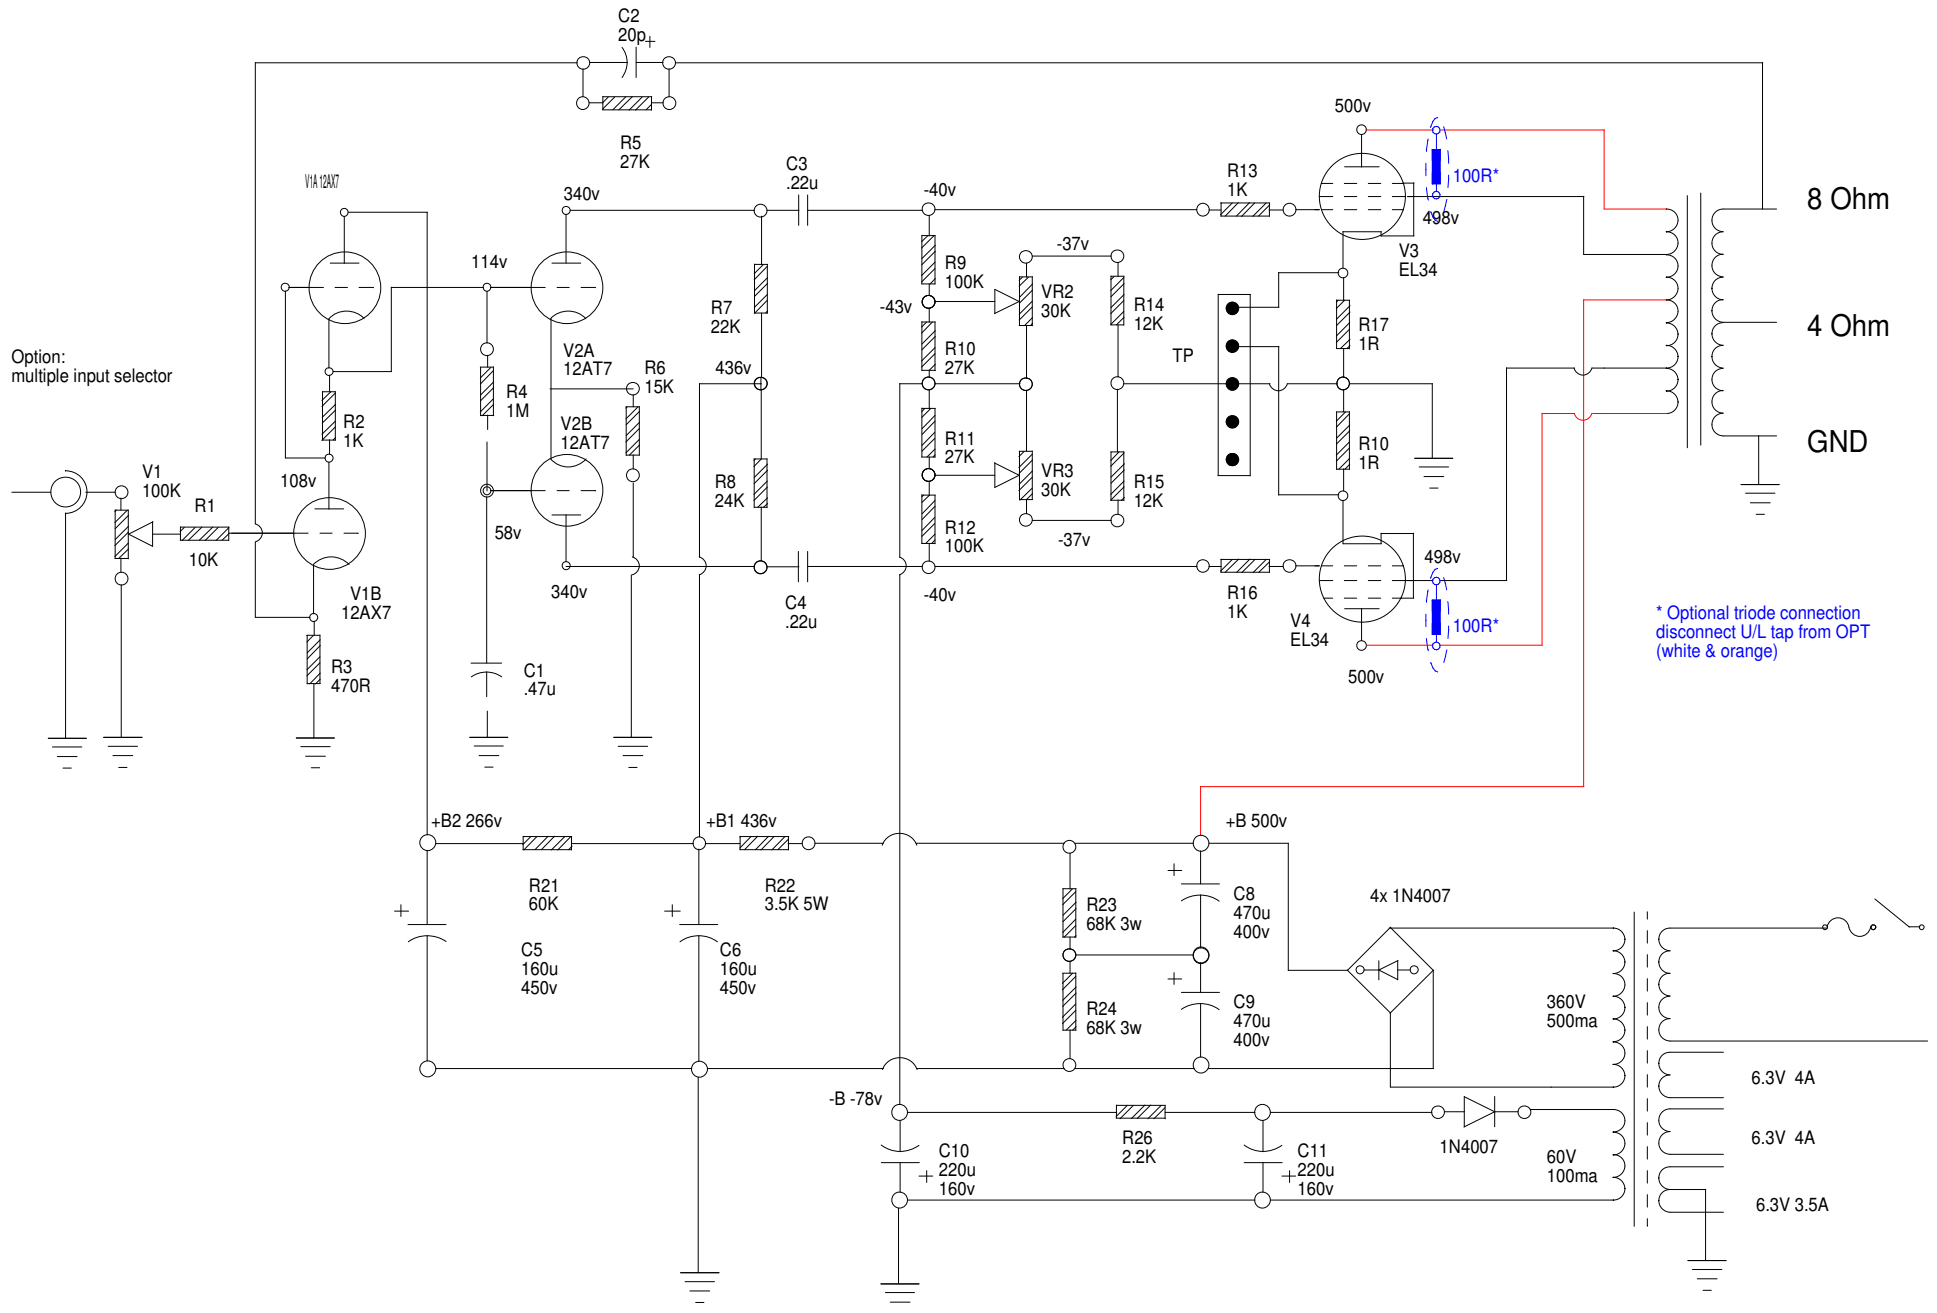 C2
20p
+
R5
27K
V1A 12AX7
340v
C3
.22u
-40v
R13
1K
500v
100R*
498v
V3
EL34
8 Ohm
4 Ohm
GND
114v
-37v
R9
100K
-43v
VR2
30K
R14
12K
R7
22K
R17
1R
TP
Option:
multiple input selector
V2A
12AT7
R6
15K
436v
R10
27K
R4
1M
R2
1K
V2B
12AT7
R11
27K
R10
1R
108v
V1
100K
R1
10K
R8
24K
VR3
30K
R15
12K
58v
R12
100K
-37v
498v
V1B
12AX7
340v
-40v
C4
.22u
R16
1K
V4
EL34
100R*
500v
* Optional triode connection
disconnect U/L tap from OPT
(white & orange)
R3
470R
C1
.47u
+B2 266v
+B1 436v
+B 500v
R21
60K
R22
3.5K 5W
+
C5
160u
450v
+
C6
160u
450v
R23
68K 3w
+
C8
470u
400v
4x 1N4007
R24
68K 3w
+
C9
470u
400v
360V
500ma
6.3V 4A
-B -78v
R26
2.2K
1N4007
6.3V 4A
C10
220u
160v
+
C11
220u
160v
+
60V
100ma
6.3V 3.5A